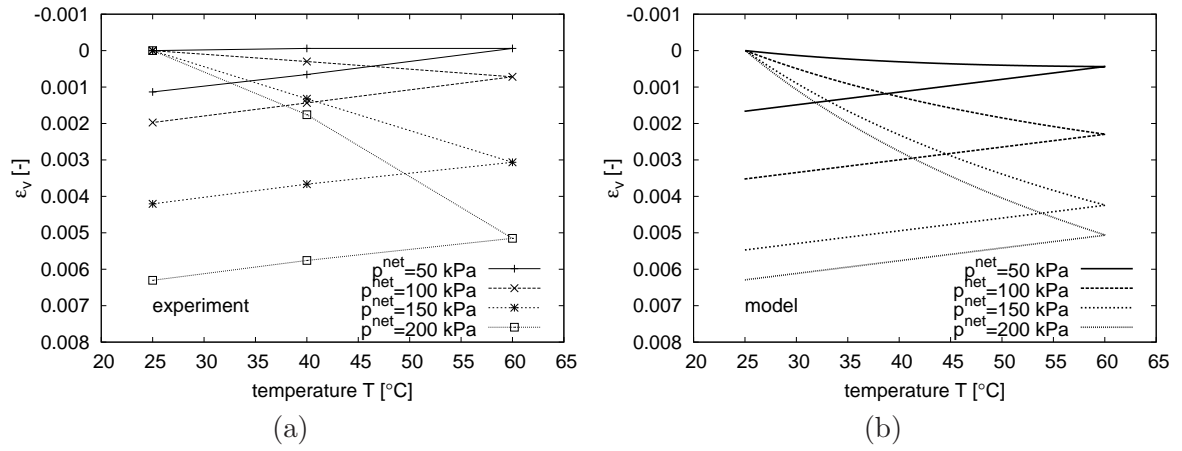 -0.001
0
0.001
0.002
0.003
0.004
0.005
0.006
0.007
0.008
20 25 30 35 40 45 50 55 60 65
εv [-]
temperature T [°C]
experiment
p^net=50 kPa
p^net=100 kPa
p^net=150 kPa
p^net=200 kPa
(a)
-0.001
0
0.001
0.002
0.003
0.004
0.005
0.006
0.007
0.008
20 25 30 35 40 45 50 55 60 65
εv [-]
temperature T [°C]
model
p^net=50 kPa
p^net=100 kPa
p^net=150 kPa
p^net=200 kPa
(b)